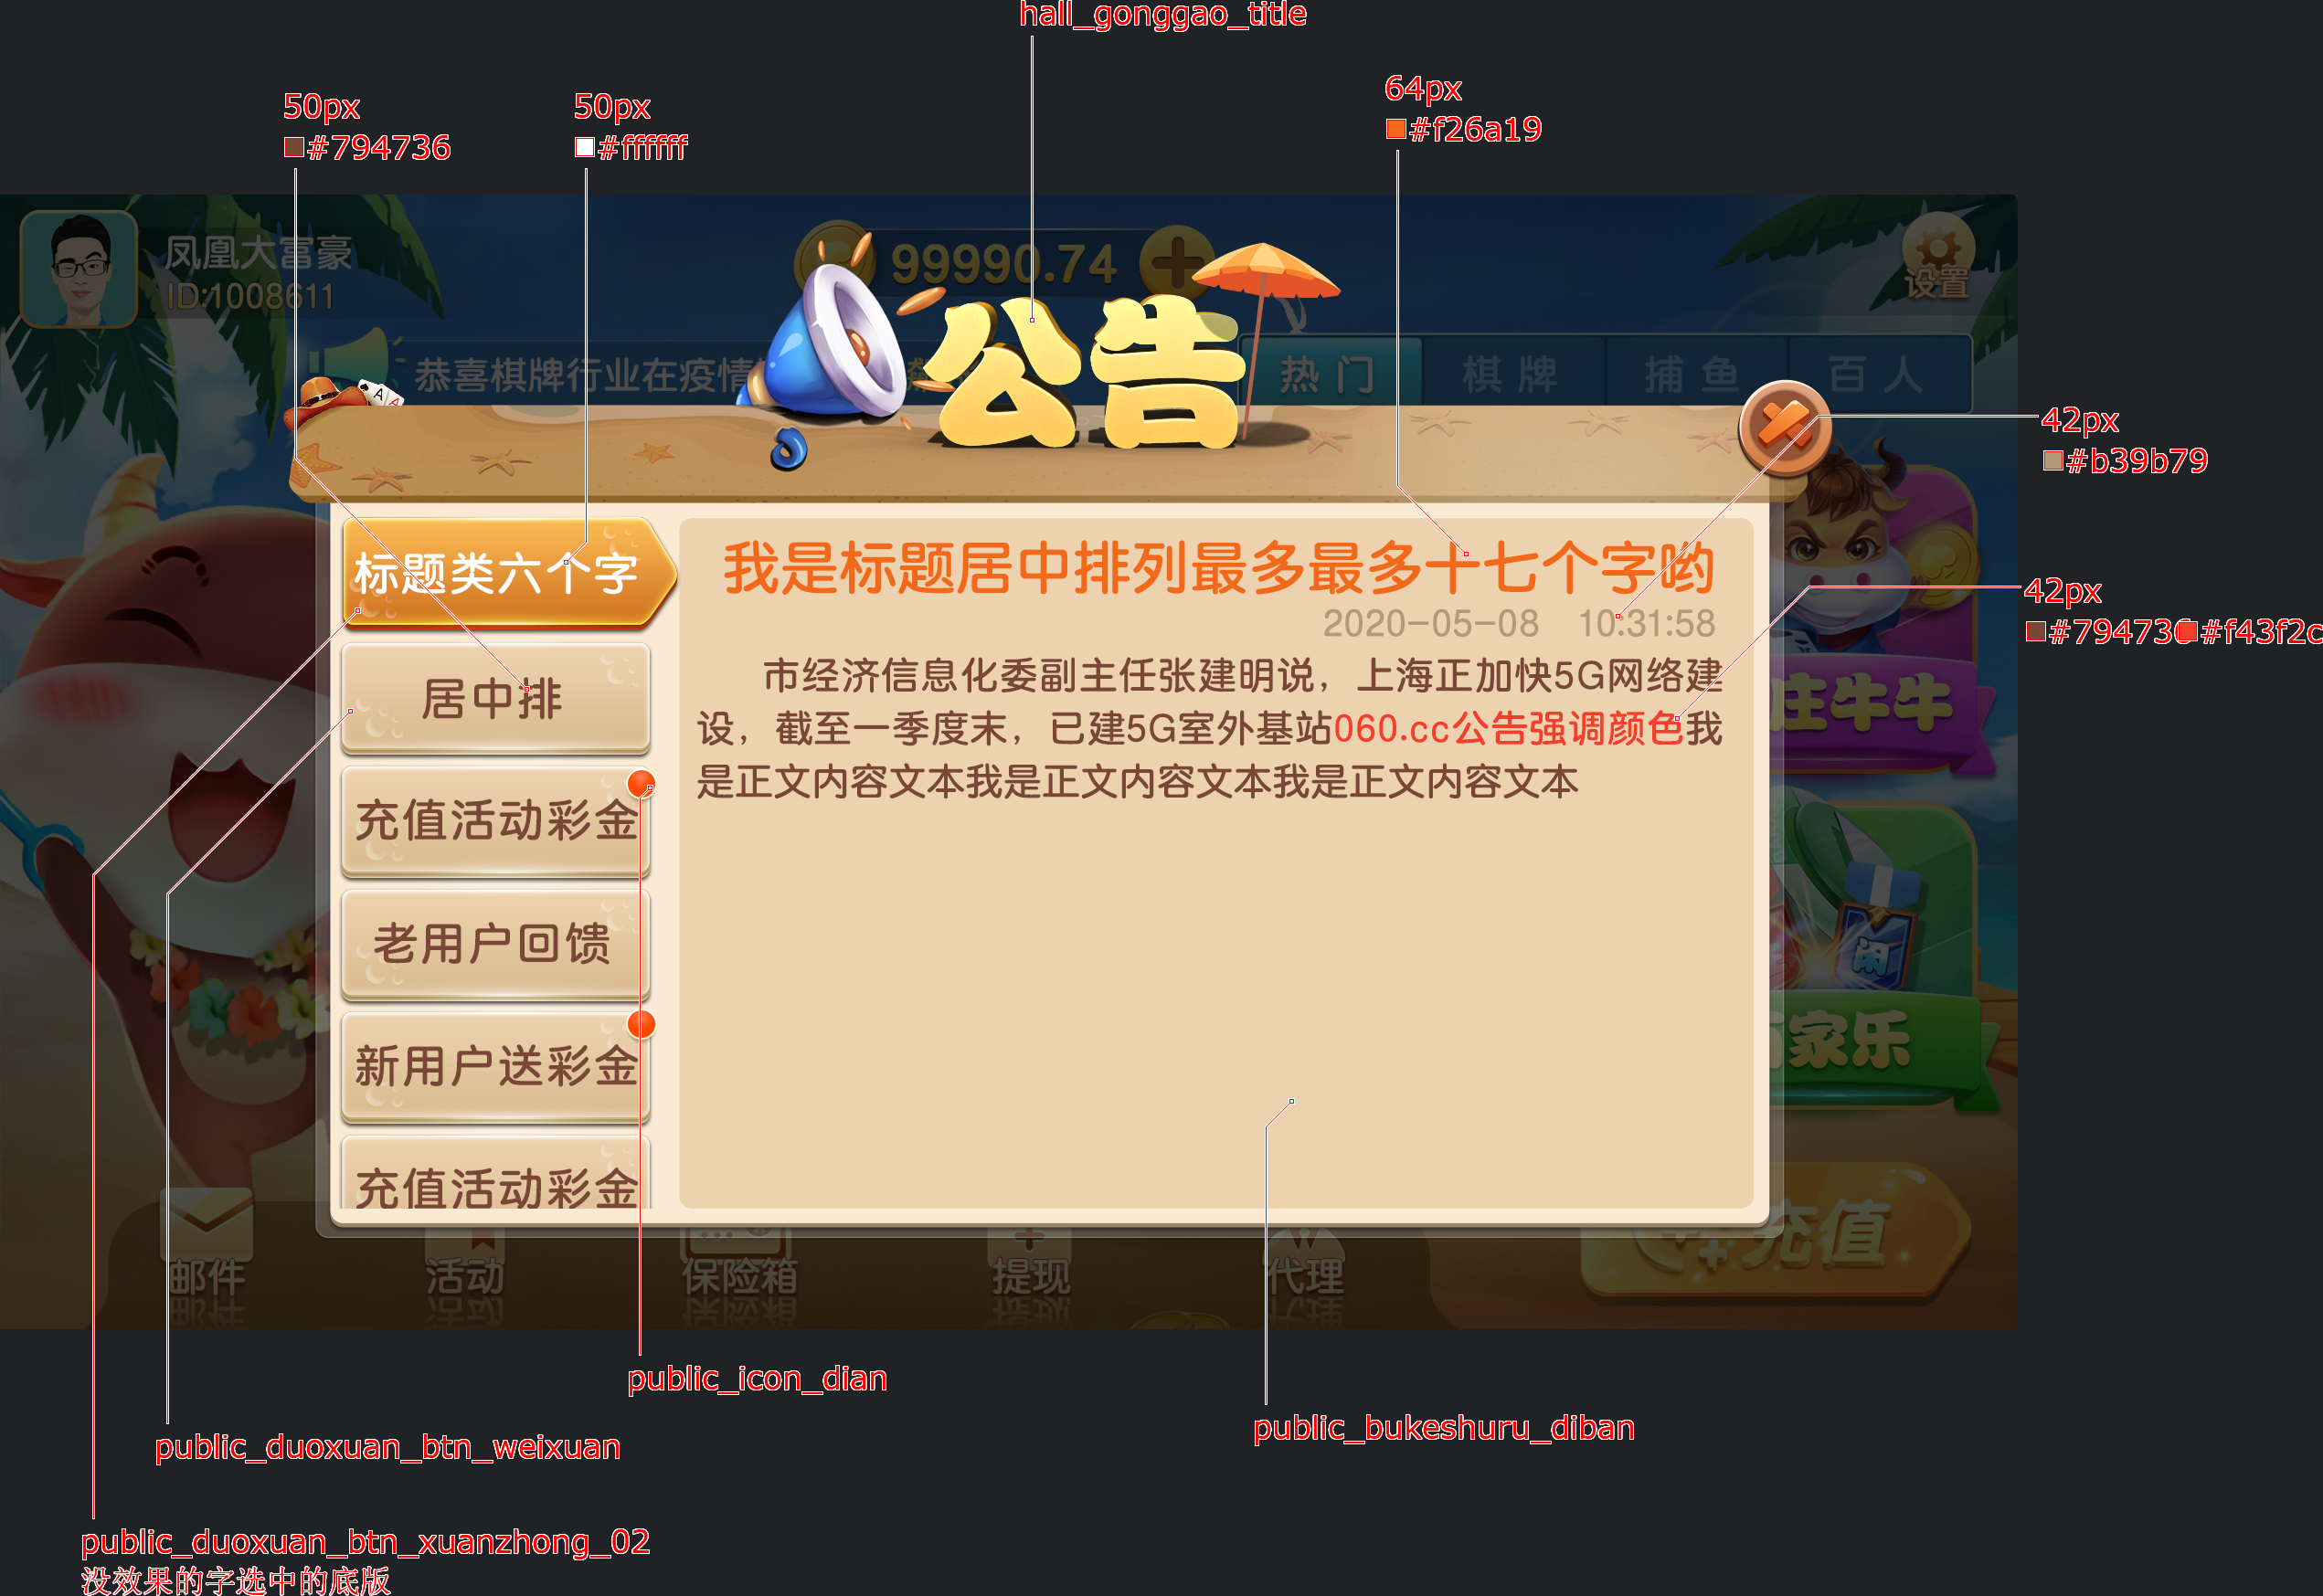 hall_gonggao_title
50px
#794736
50px
#ffffff
64px
#f26a19
凤凰大富豪
ID:1008611
99990.74
设置
恭喜棋牌行业在疫情
公告
热门
棋牌
捕鱼
百人
42px
#b39b79
标题类六个字
居中排
充值活动彩金
老用户回馈
新用户送彩金
充值活动彩金
我是标题居中排列最多最多十七个字哟
2020-05-08 10:31:58
市经济信息化委副主任张建明说，上海正加快5G网络建
设，截至一季度末，已建5G室外基站060.cc公告强调颜色我
是正文内容文本我是正文内容文本我是正文内容文本
42px
#794736 #f43f2c
庄牛牛
闲
家乐
邮件
活动
保险箱
提现
代理
充值
public_icon_dian
public_bukeshuru_diban
public_duoxuan_btn_weixuan
public_duoxuan_btn_xuanzhong_02
没效果的字选中的底版